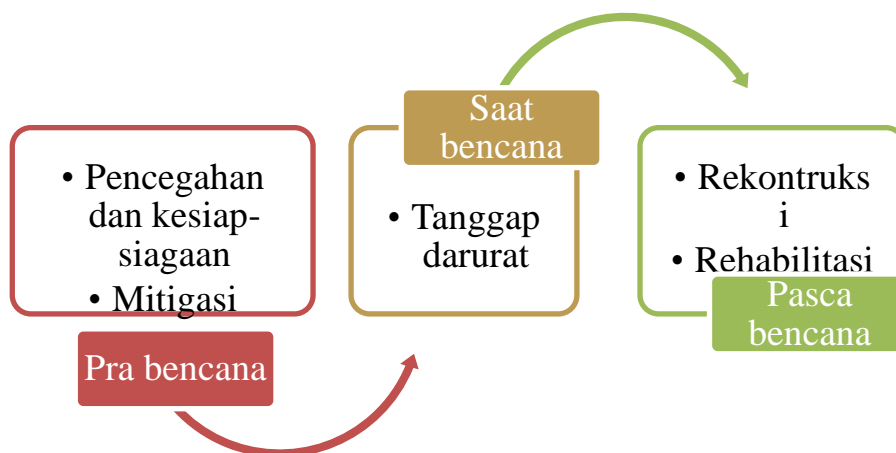 • Pencegahan
dan kesiap-
siagaan
• Mitigasi
Pra bencana
Saat
bencana
• Tanggap
darurat
• Rekontruks
i
• Rehabilitasi
Pasca
bencana